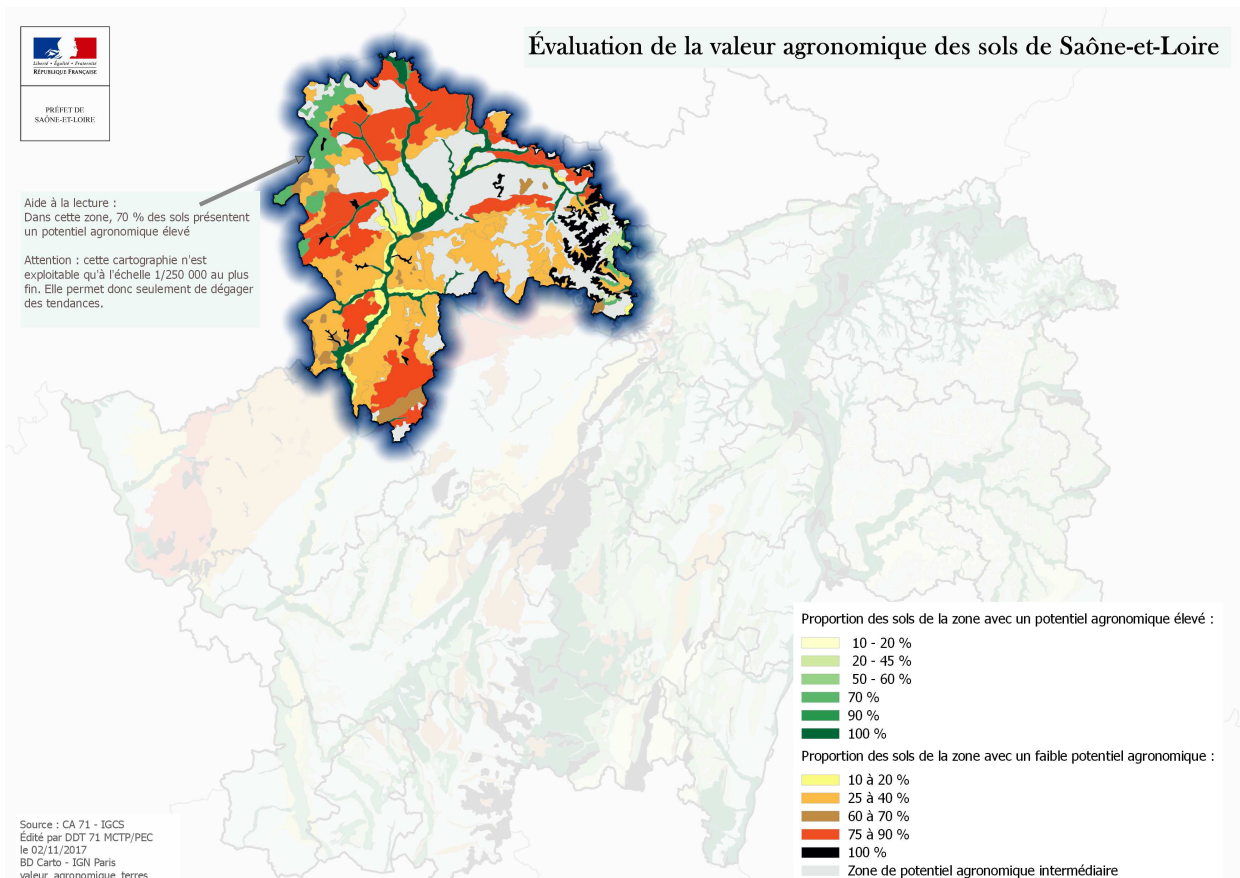 Évaluation de la valeur agronomique des sols de Saône-et-Loire
Liberté • Égalité • Fraternité
RÉPUBLIQUE FRANÇAISE
PRÉFET DE
SAÔNE-ET-LOIRE
Aide à la lecture :
Dans cette zone, 70 % des sols présentent
un potentiel agronomique élevé
Attention : cette cartographie n'est
exploitable qu'à l'échelle 1/250 000 au plus
fin. Elle permet donc seulement de dégager
des tendances.
Proportion des sols de la zone avec un potentiel agronomique élevé :
10 - 20 %
20 - 45 %
50 - 60 %
70 %
90 %
100 %
Proportion des sols de la zone avec un faible potentiel agronomique :
10 à 20 %
25 à 40 %
60 à 70 %
75 à 90 %
100 %
Zone de potentiel agronomique intermédiaire
Source : CA 71 - IGCS
Édité par DDT 71 MCTP/PEC
le 02/11/2017
BD Carto - IGN Paris
valeur_agronomique_terres